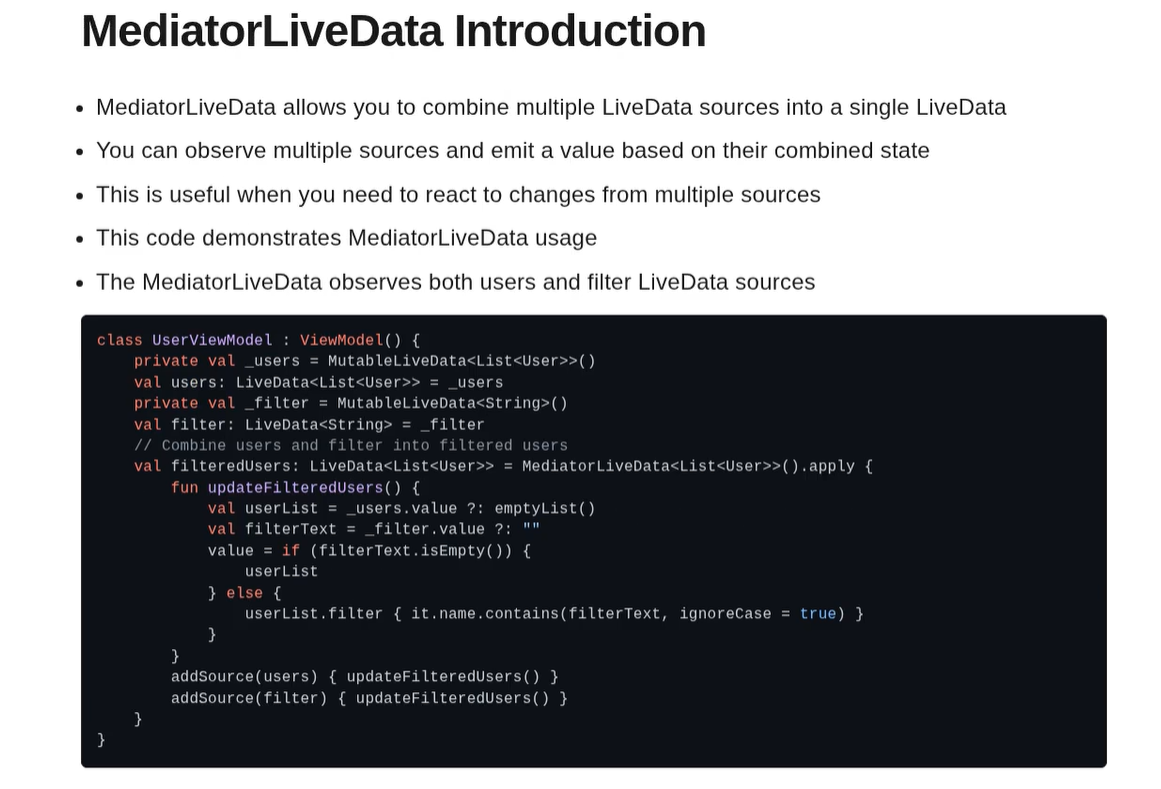 MediatorLiveData Introduction
• MediatorLiveData allows you to combine multiple LiveData sources into a single LiveData
• You can observe multiple sources and emit a value based on their combined state
• This is useful when you need to react to changes from multiple sources
• This code demonstrates MediatorLiveData usage
• The MediatorLiveData observes both users and filter LiveData sources
class UserViewModel : ViewModel() {
    private val _users = MutableLiveData<List<User>>()
    val users: LiveData<List<User>> = _users
    private val _filter = MutableLiveData<String>()
    val filter: LiveData<String> = _filter
    // Combine users and filter into filtered users
    val filteredUsers: LiveData<List<User>> = MediatorLiveData<List<User>>().apply {
        fun updateFilteredUsers() {
            val userList = _users.value ?: emptyList()
            val filterText = _filter.value ?: ""
            value = if (filterText.isEmpty()) {
                userList
            } else {
                userList.filter { it.name.contains(filterText, ignoreCase = true) }
            }
        }
        addSource(users) { updateFilteredUsers() }
        addSource(filter) { updateFilteredUsers() }
    }
}